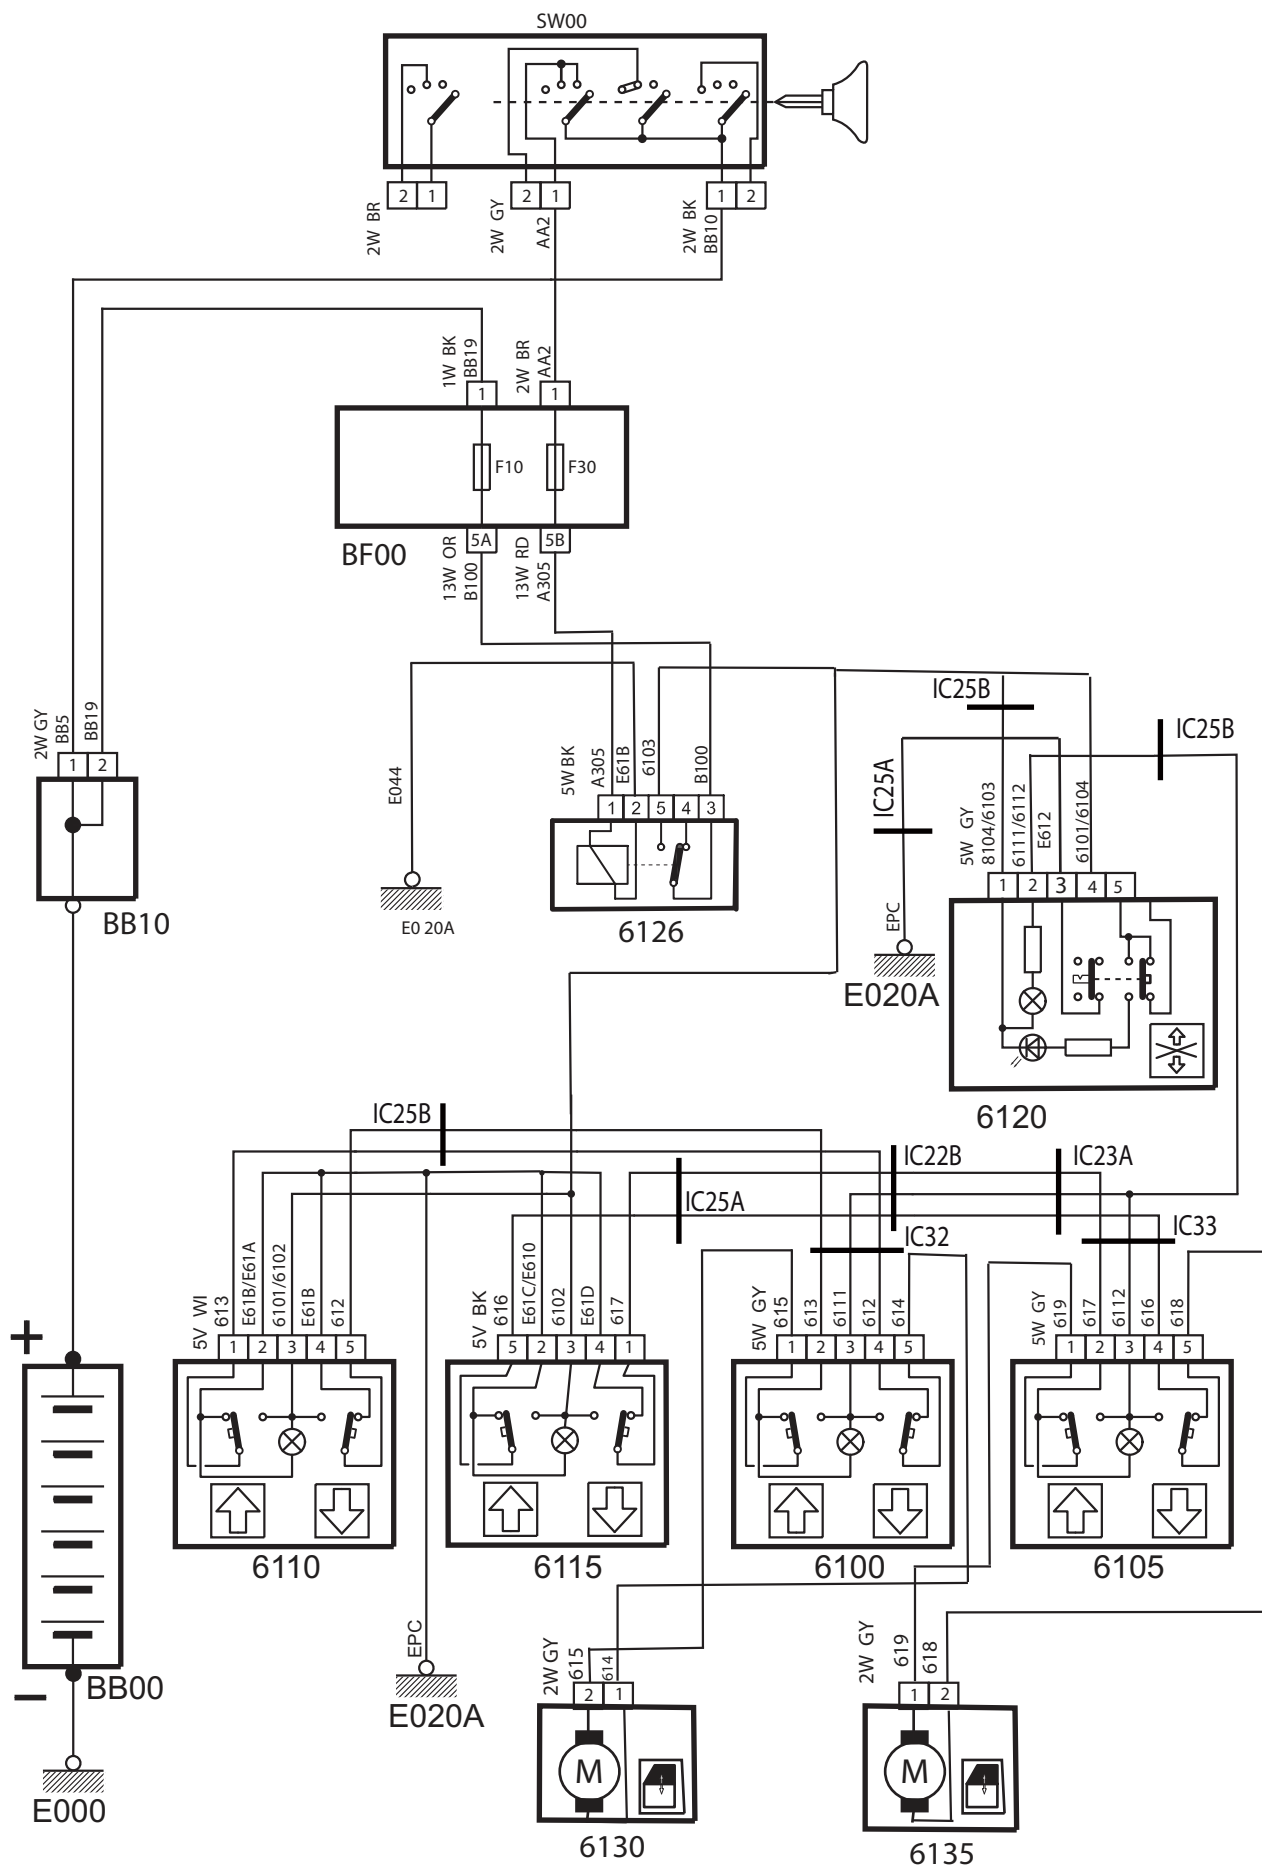 SW00
2 1
2 1
1 2
2W BR
2W GY
AA2
2W BK
BB10
1W BK
BB19
2W BR
AA2
1
1
F10
F30
5A
5B
BF00
13W OR
B100
13W RD
A305
2W GY
BB5
BB19
1 2
BB10
E044
E0 20A
5W BK
A305
E61B
6103
B100
1 2 5 4 3
6126
IC25B
IC25B
IC25A
EPC
E020A
5W GY
8104/6103
6111/6112
E612
6101/6104
1 2 3 4 5
6120
IC25B
IC22B
IC23A
IC25A
IC32
IC33
5V WI
613
E61B/E61A
6101/6102
E61B
612
1 2 3 4 5
6110
5V BK
616
E61C/E610
6102
E61D
617
5 2 3 4 1
6115
5W GY
615
613
6111
612
614
1 2 3 4 5
6100
5W GY
619
617
6112
616
618
1 2 3 4 5
6105
+
−
BB00
E000
EPC
E020A
2W GY
615
614
2 1
M
6130
2W GY
619
618
1 2
M
6135